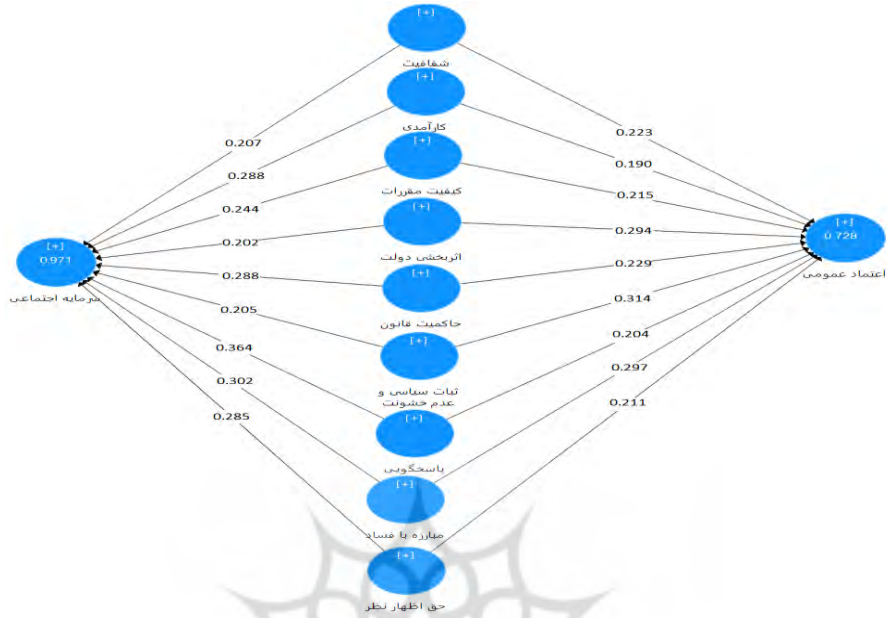 [+]
شفافیت
[+]
کارآمدی
[+]
کیفیت مقررات
[+]
اثربخشی دولت
[+]
حاکمیت قانون
[+]
ثبات سیاسی و
عدم خشونت
[+]
پاسخگویی
[+]
مبارزه با فساد
[+]
حق اظهار نظر
[+]
0.971
سرمایه اجتماعی
[+]
0.728
اعتماد عمومی
0.207
0.288
0.244
0.202
0.288
0.205
0.364
0.302
0.285
0.223
0.190
0.215
0.294
0.229
0.314
0.204
0.297
0.211